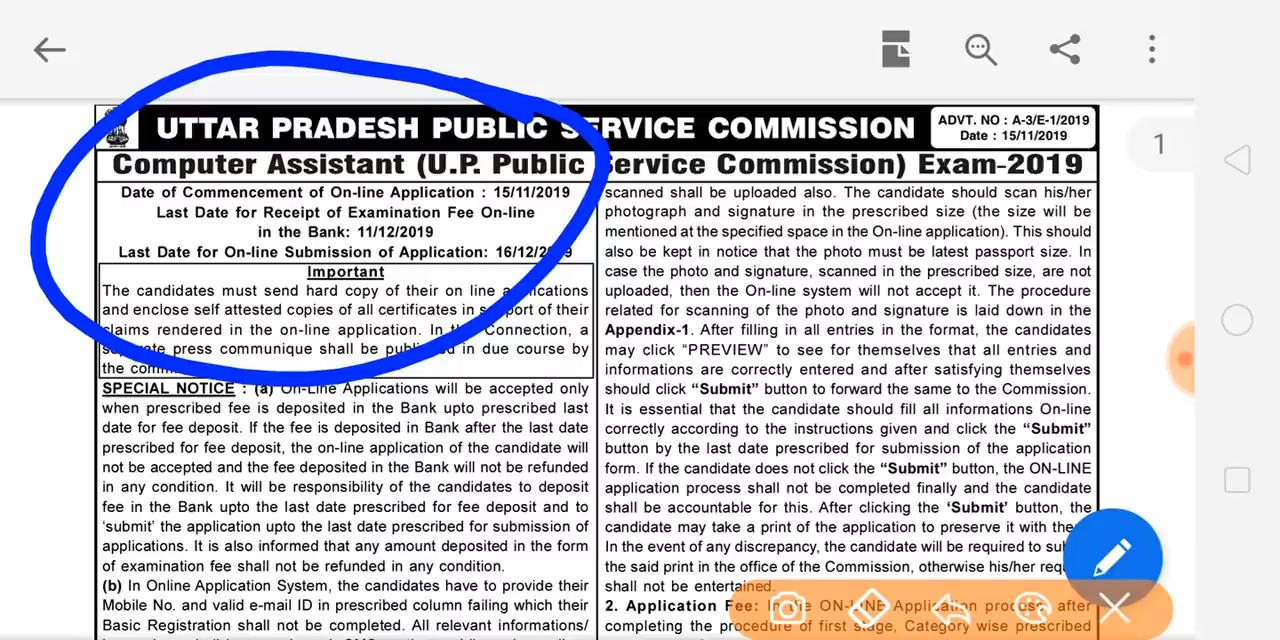 UTTAR PRADESH PUBLIC SERVICE COMMISSION
ADVT. NO : A-3/E-1/2019
Date : 15/11/2019
1
Computer Assistant (U.P. Public Service Commission) Exam-2019
Date of Commencement of On-line Application : 15/11/2019
Last Date for Receipt of Examination Fee On-line
in the Bank: 11/12/2019
Last Date for On-line Submission of Application: 16/12/2019
Important
The candidates must send hard copy of their on line applications
and enclose self attested copies of all certificates in support of their
claims rendered in the on-line application. In the Connection, a
separate press communique shall be published in due course by
the
SPECIAL NOTICE : (a) On-Line Applications will be accepted only
when prescribed fee is deposited in the Bank upto prescribed last
date for fee deposit. If the fee is deposited in Bank after the last date
prescribed for fee deposit, the on-line application of the candidate will
not be accepted and the fee deposited in the Bank will not be refunded
in any condition. It will be responsibility of the candidates to deposit
fee in the Bank upto the last date prescribed for fee deposit and to
‘submit’ the application upto the last date prescribed for submission of
applications. It is also informed that any amount deposited in the form
of examination fee shall not be refunded in any condition.
(b) In Online Application System, the candidates have to provide their
Mobile No. and valid e-mail ID in prescribed column failing which their
Basic Registration shall not be completed. All relevant informations/
scanned shall be uploaded also. The candidate should scan his/her
photograph and signature in the prescribed size (the size will be
mentioned at the specified space in the On-line application). This should
also be kept in notice that the photo must be latest passport size. In
case the photo and signature, scanned in the prescribed size, are not
uploaded, then the On-line system will not accept it. The procedure
related for scanning of the photo and signature is laid down in the
Appendix-1. After filling in all entries in the format, the candidates
may click “PREVIEW” to see for themselves that all entries and
informations are correctly entered and after satisfying themselves
should click “Submit” button to forward the same to the Commission.
It is essential that the candidate should fill all informations On-line
correctly according to the instructions given and click the “Submit”
button by the last date prescribed for submission of the application
form. If the candidate does not click the “Submit” button, the ON-LINE
application process shall not be completed finally and the candidate
shall be accountable for this. After clicking the ‘Submit’ button, the
candidate may take a print of the application to preserve it with
In the event of any discrepancy, the candidate will be required to
the said print in the office of the Commission, otherwise his/her
shall not be entertained.
2. Application Fee: In the ON-LINE Application process, after
completing the procedure of first stage, Category wise prescribed